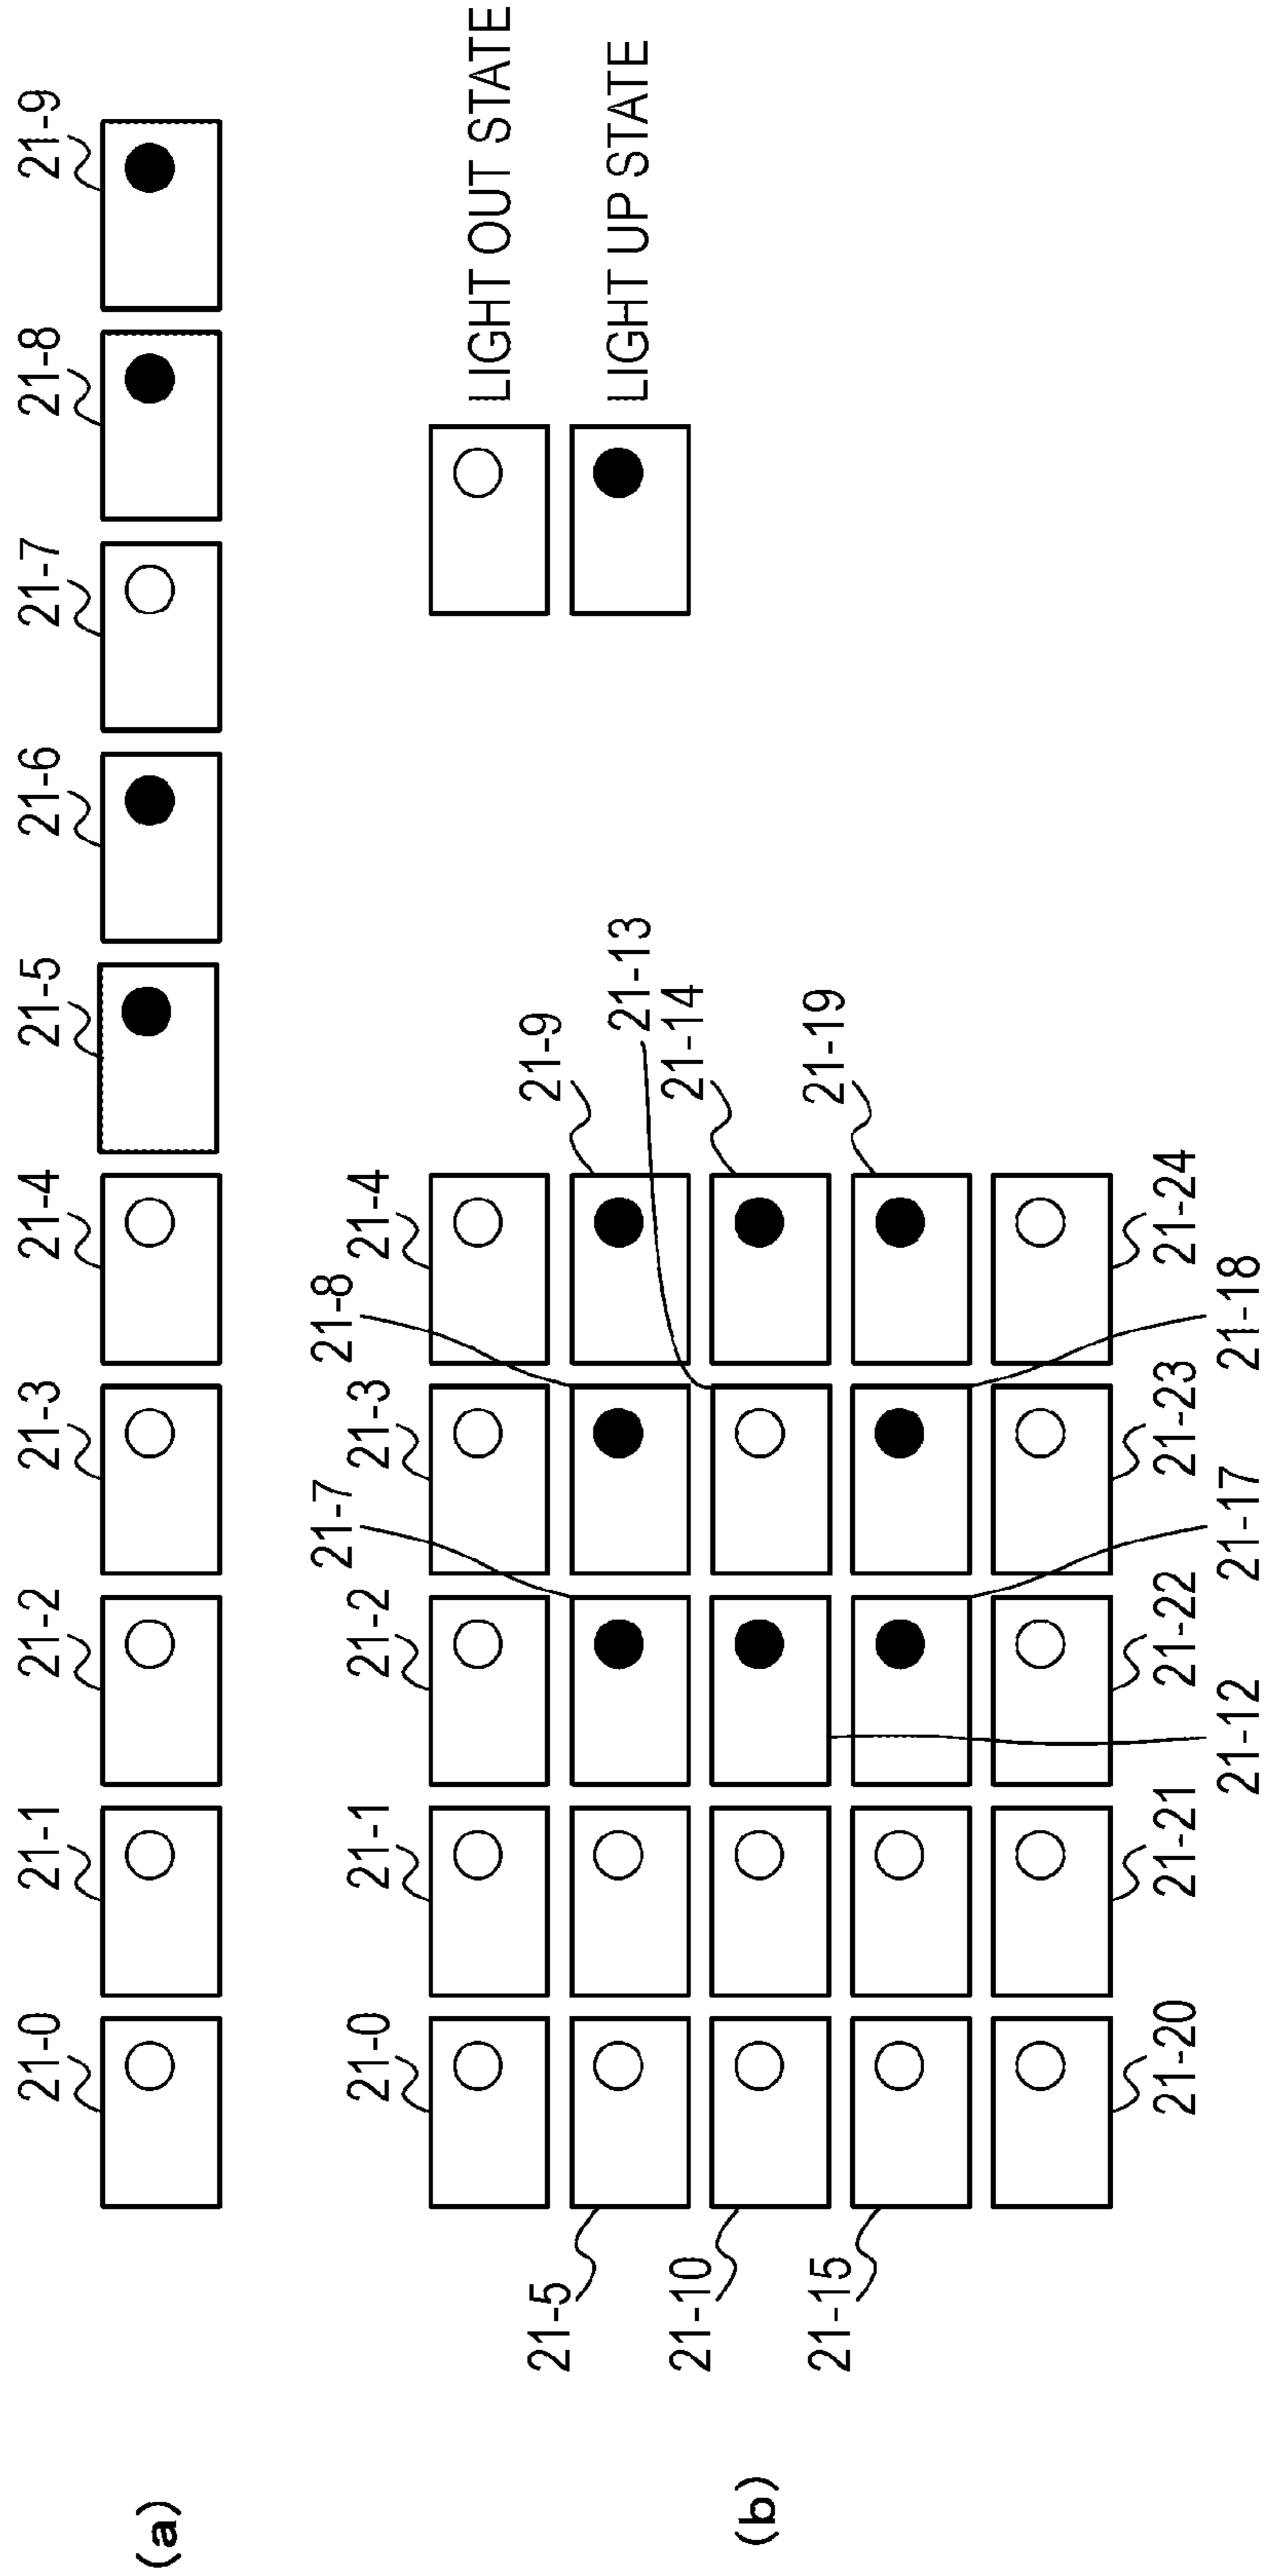 (a)
21-0 21-1 21-2 21-3 21-4 21-5 21-6 21-7 21-8 21-9
(b)
21-7 21-8
21-0 21-1 21-2 21-3 21-4
21-5 21-9
21-13
21-10 21-14
21-15 21-19
21-20 21-21 21-22 21-23 21-24
21-12 21-17 21-18
LIGHT OUT STATE
LIGHT UP STATE